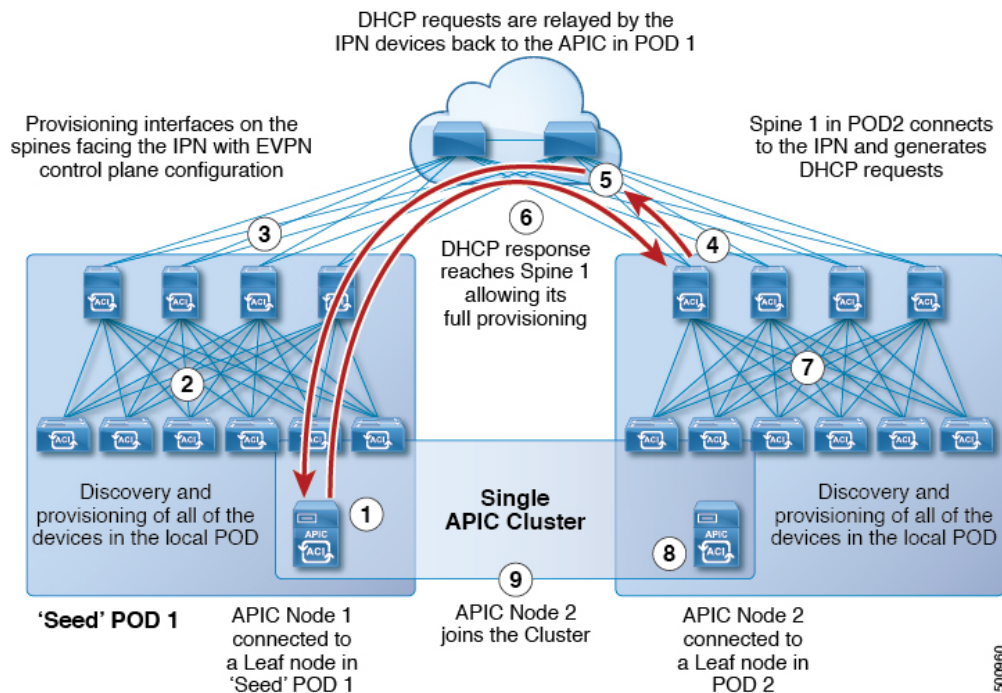 DHCP requests are relayed by the
IPN devices back to the APIC in POD 1
Provisioning interfaces on the
spines facing the IPN with EVPN
control plane configuration
Spine 1 in POD2 connects
to the IPN and generates
DHCP requests
5
3
6
4
DHCP response
reaches Spine 1
allowing its
full provisioning
ACI
ACI
ACI
ACI
ACI
ACI
ACI
ACI
2
7
ACI
ACI
ACI
ACI
ACI
ACI
ACI
ACI
ACI
ACI
ACI
ACI
Discovery and
provisioning of all of the
devices in the local POD
1
APIC
ACI
Single
APIC Cluster
8
APIC
ACI
Discovery and
provisioning of all of the
devices in the local POD
9
'Seed' POD 1
APIC Node 1
connected to
a Leaf node in
'Seed' POD 1
APIC Node 2
joins the Cluster
APIC Node 2
connected to
a Leaf node in
POD 2